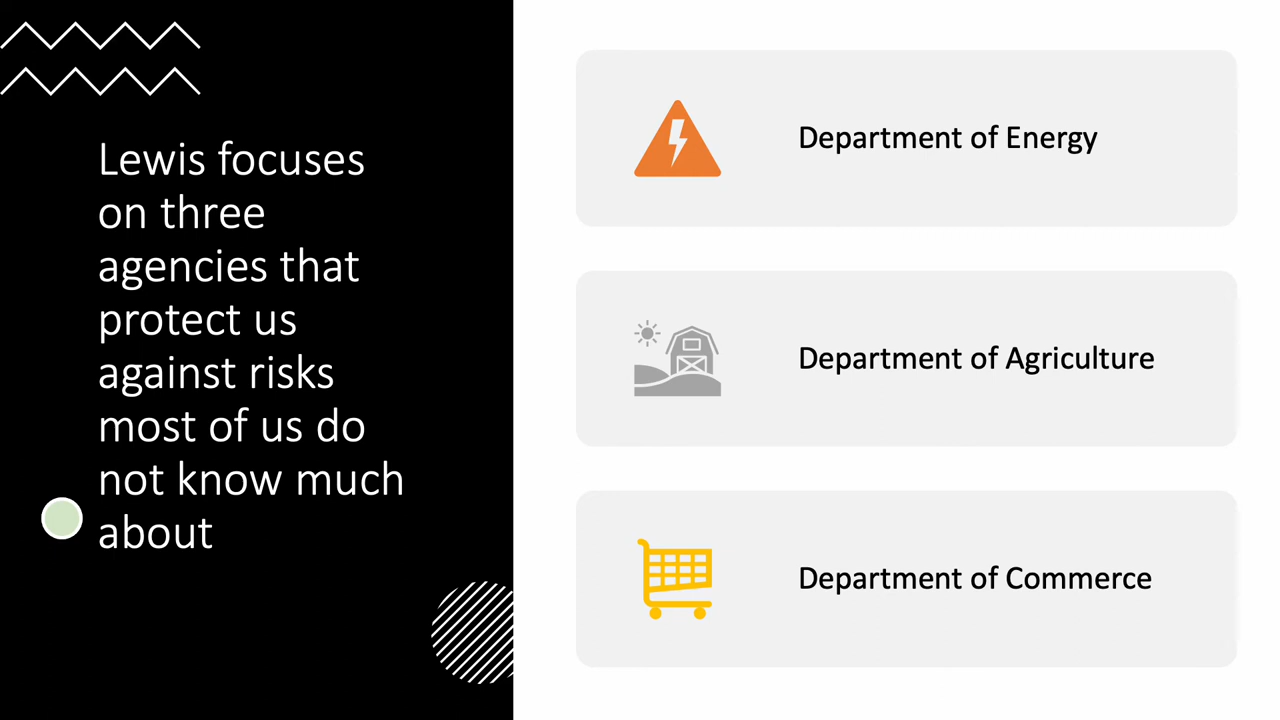 Lewis focuses
on three
agencies that
protect us
against risks
most of us do
not know much
about
Department of Energy
Department of Agriculture
Department of Commerce